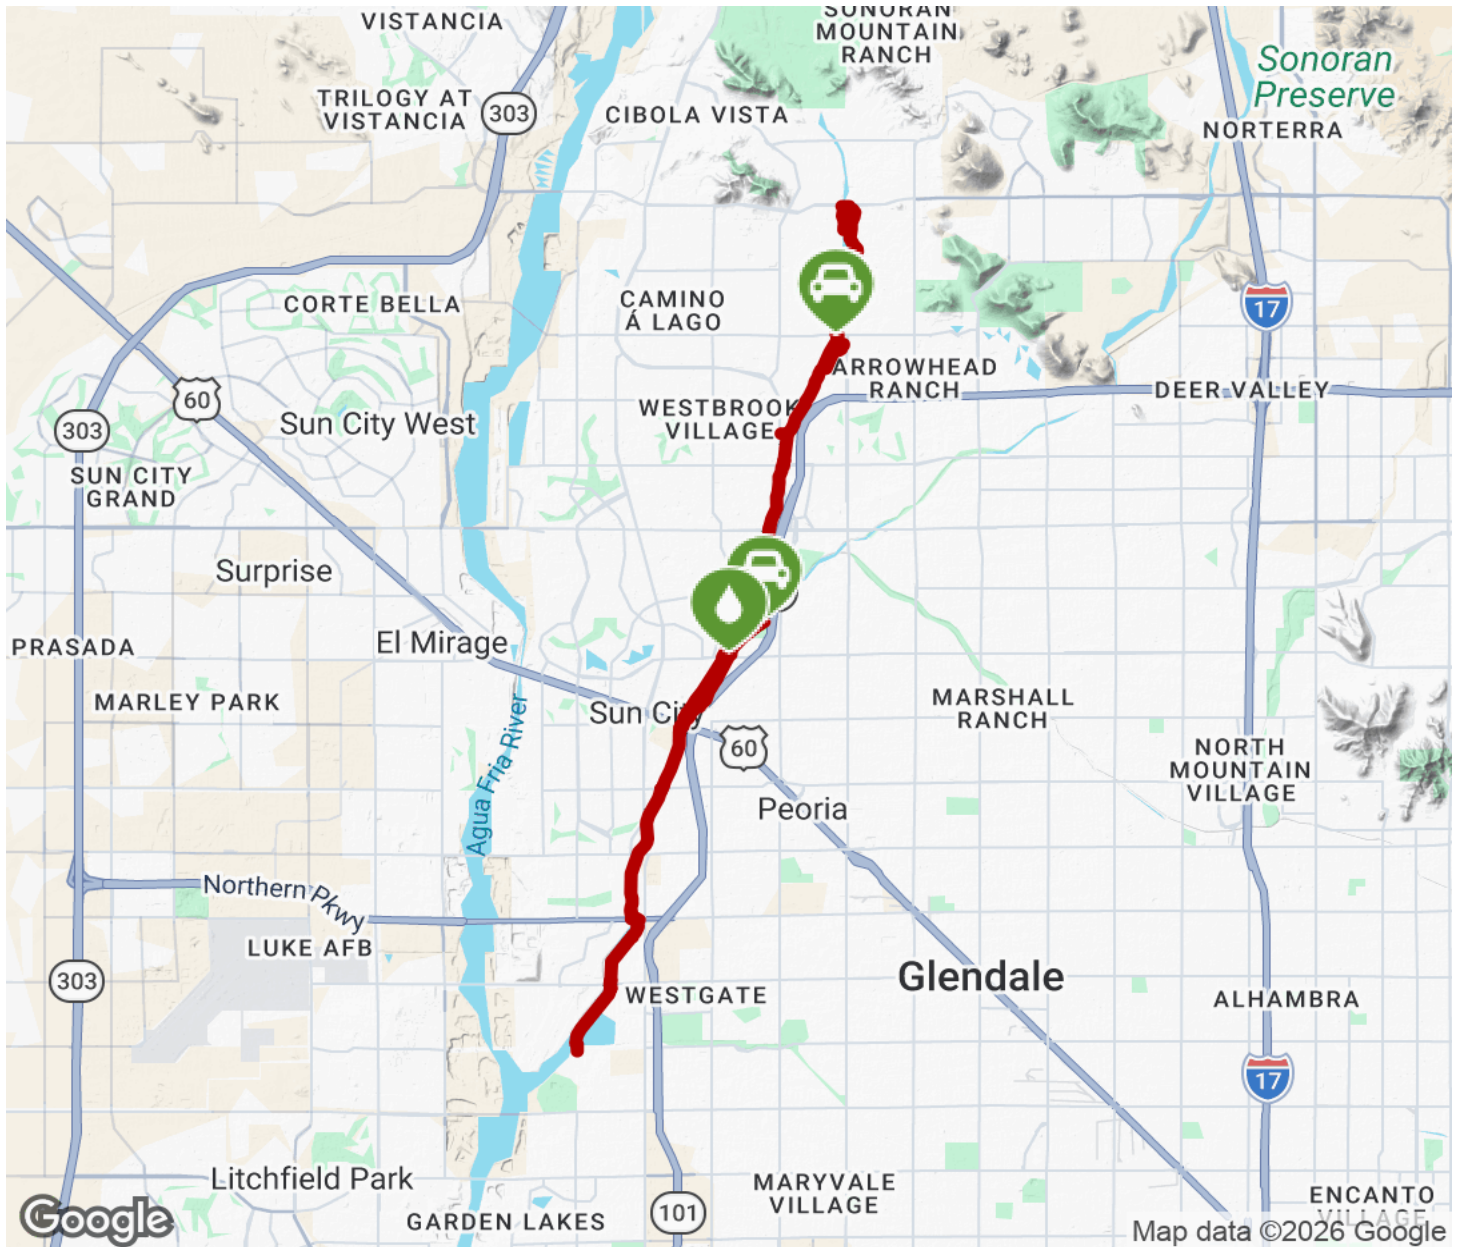 VISTANCIA
SONORAN
MOUNTAIN
RANCH
Sonoran
Preserve
TRILOGY AT
VISTANCIA
303
CIBOLA VISTA
NORTERRA
CORTE BELLA
CAMINO
Á LAGO
17
60
ARROWHEAD
RANCH
DEER VALLEY
303
Sun City West
WESTBROOK
VILLAGE
SUN CITY
GRAND
Surprise
El Mirage
PRASADA
MARLEY PARK
Sun City
MARSHALL
RANCH
60
Agua Fria River
NORTH
MOUNTAIN
VILLAGE
Peoria
Northern Pkwy
LUKE AFB
303
WESTGATE
Glendale
ALHAMBRA
17
Litchfield Park
MARYVALE
VILLAGE
GARDEN LAKES
101
ENCANTO
VILLAGE
Google
Map data ©2026 Google